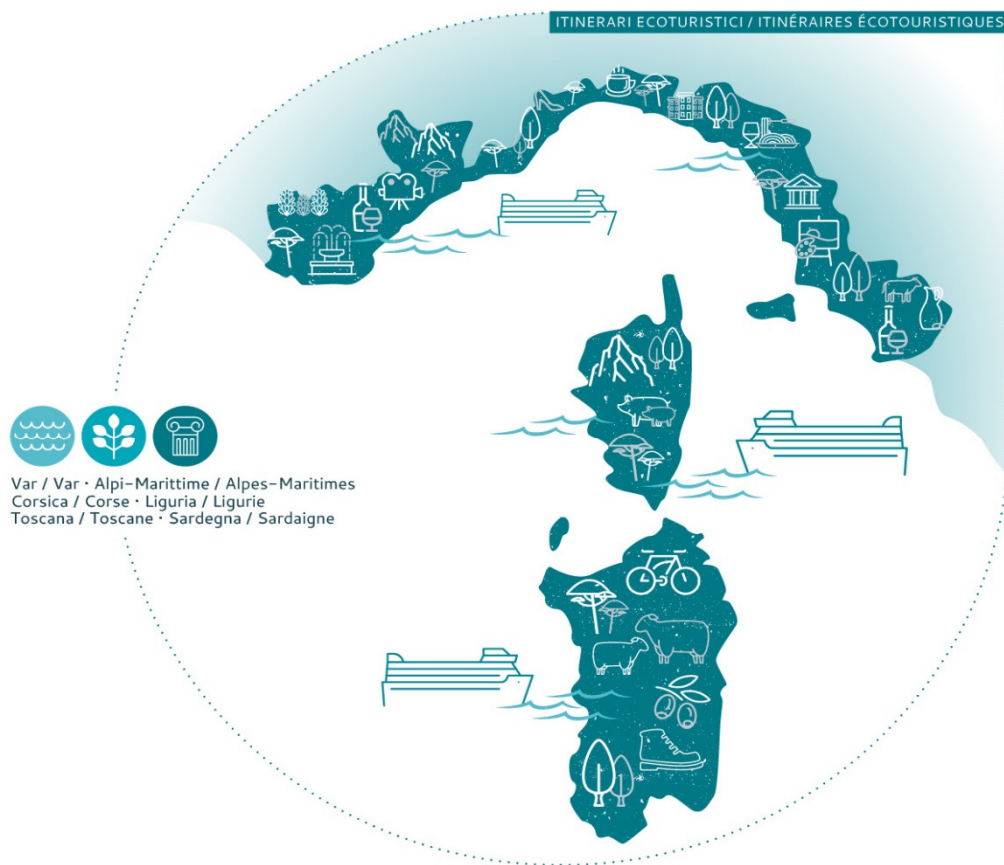 ITINERARI ECOTURISTICI / ITINÉRAIRES ÉCOTOURISTIQUES
Var / Var · Alpi-Marittime / Alpes-Maritimes
Corsica / Corse · Liguria / Ligurie
Toscana / Toscane · Sardegna / Sardaigne